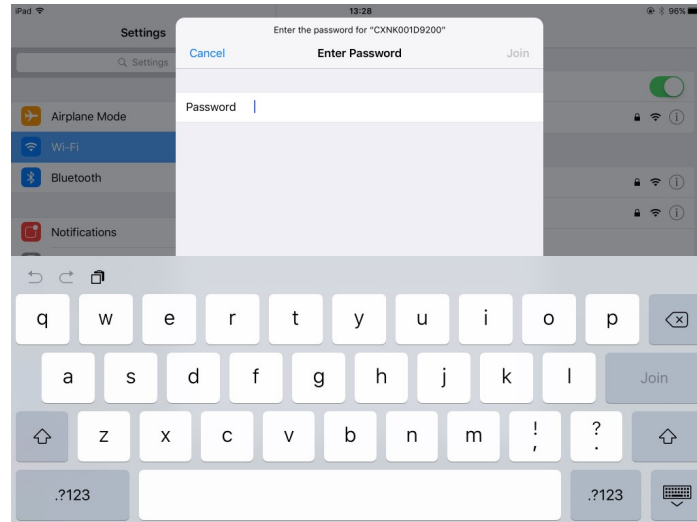 iPad 13:28 96%
Settings
Enter the password for "CXNK001D9200"
Cancel Enter Password Join
Settings
Password
Airplane Mode
Wi-Fi
Bluetooth
Notifications
q w e r t y u i o p
a s d f g h j k l Join
z x c v b n m ! , ? .
.?123 .?123